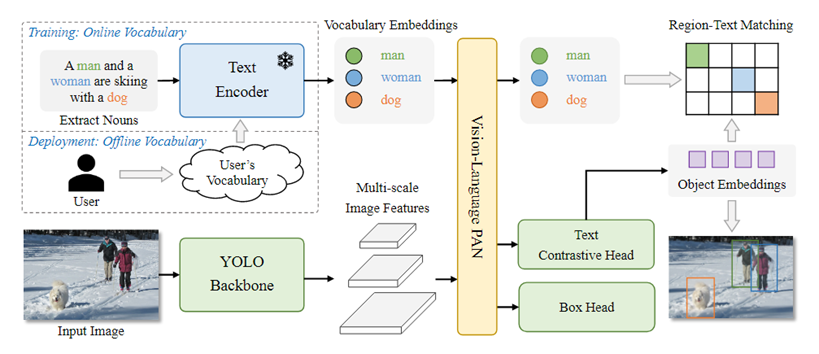 Training: Online Vocabulary
A man and a
woman are skiing
with a dog
Extract Nouns
Text
Encoder
Deployment: Offline Vocabulary
User
User's
Vocabulary
Vocabulary Embeddings
man
woman
dog
Input Image
YOLO
Backbone
Multi-scale
Image Features
Vision-Language PAN
man
woman
dog
Region-Text Matching
Object Embeddings
Text
Contrastive Head
Box Head